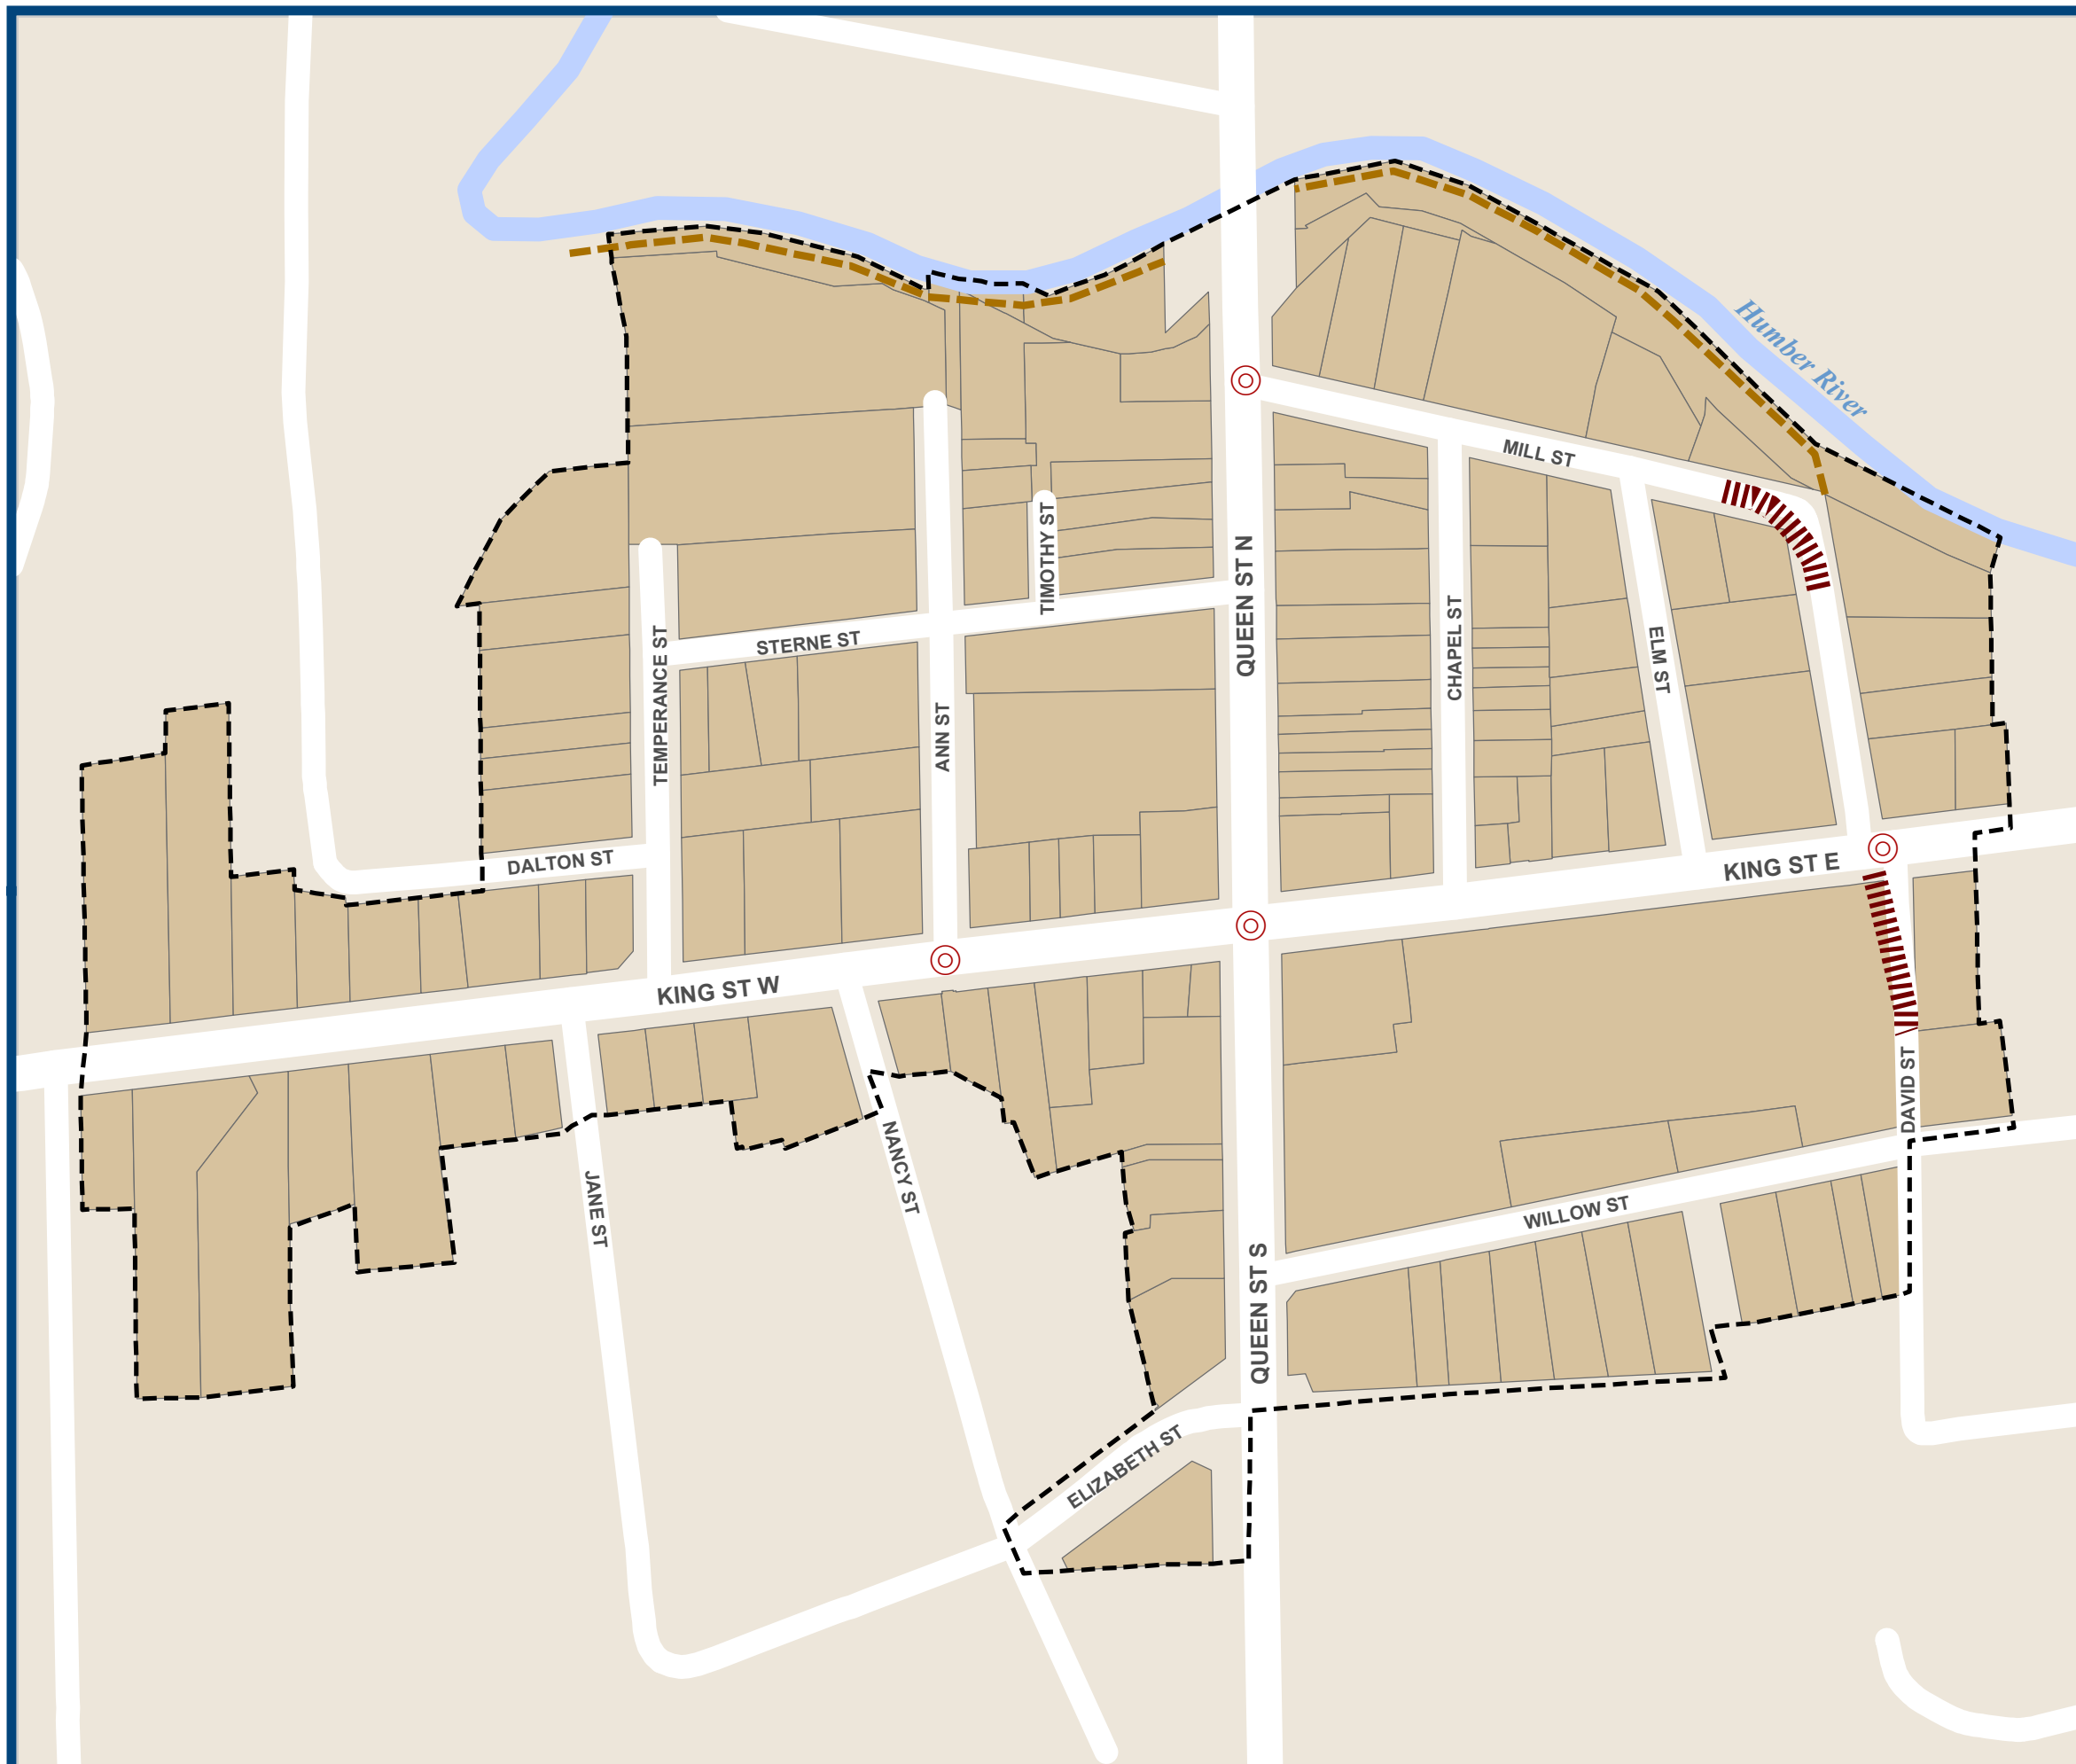 Humber River
MILL ST
TIMOTHY ST
QUEEN ST N
CHAPEL ST
ELM ST
STERNE ST
TEMPERANCE ST
ANN ST
DALTON ST
KING ST E
KING ST W
DAVID ST
NANCY ST
JANE ST
WILLOW ST
QUEEN ST S
ELIZABETH ST